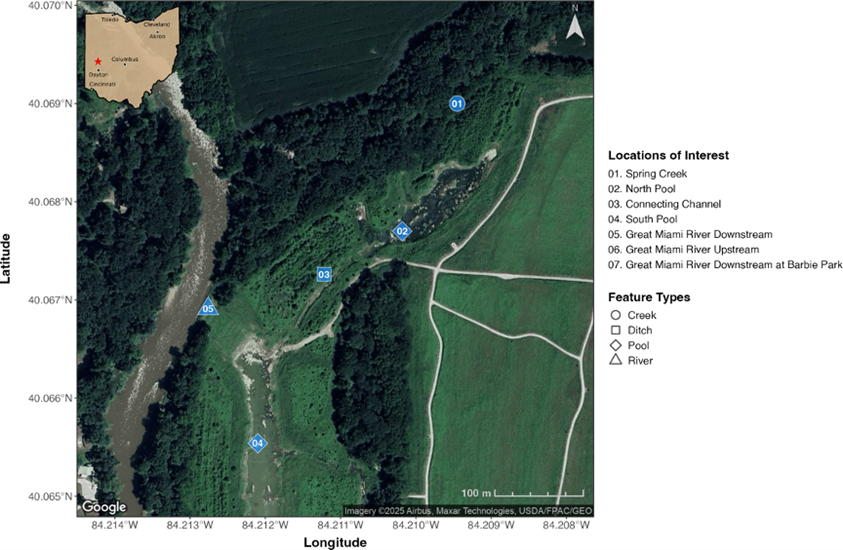 40.070°N
40.069°N
40.068°N
40.067°N
40.066°N
40.065°N
Latitude
Toledo
Cleveland
Akron
Columbus
Dayton
Cincinnati
N
01
02
03
05
04
100 m
Google
Imagery ©2025 Airbus, Maxar Technologies, USDA/FPAC/GEO
84.214°W 84.213°W 84.212°W 84.211°W 84.210°W 84.209°W 84.208°W
Longitude
Locations of Interest
01. Spring Creek
02. North Pool
03. Connecting Channel
04. South Pool
05. Great Miami River Downstream
06. Great Miami River Upstream
07. Great Miami River Downstream at Barbie Park
Feature Types
Creek
Ditch
Pool
River